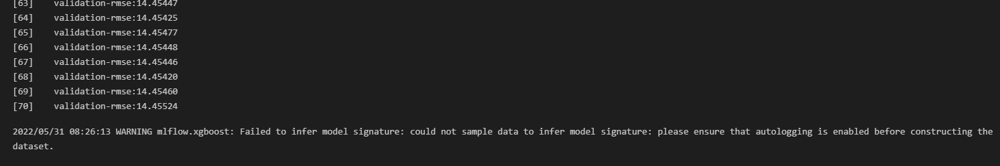 [63]    validation-rmse:14.45447
[64]    validation-rmse:14.45425
[65]    validation-rmse:14.45477
[66]    validation-rmse:14.45448
[67]    validation-rmse:14.45446
[68]    validation-rmse:14.45420
[69]    validation-rmse:14.45460
[70]    validation-rmse:14.45524
2022/05/31 08:26:13 WARNING mlflow.xgboost: Failed to infer model signature: could not sample data to infer model signature: please ensure that autologging is enabled before constructing the
dataset.